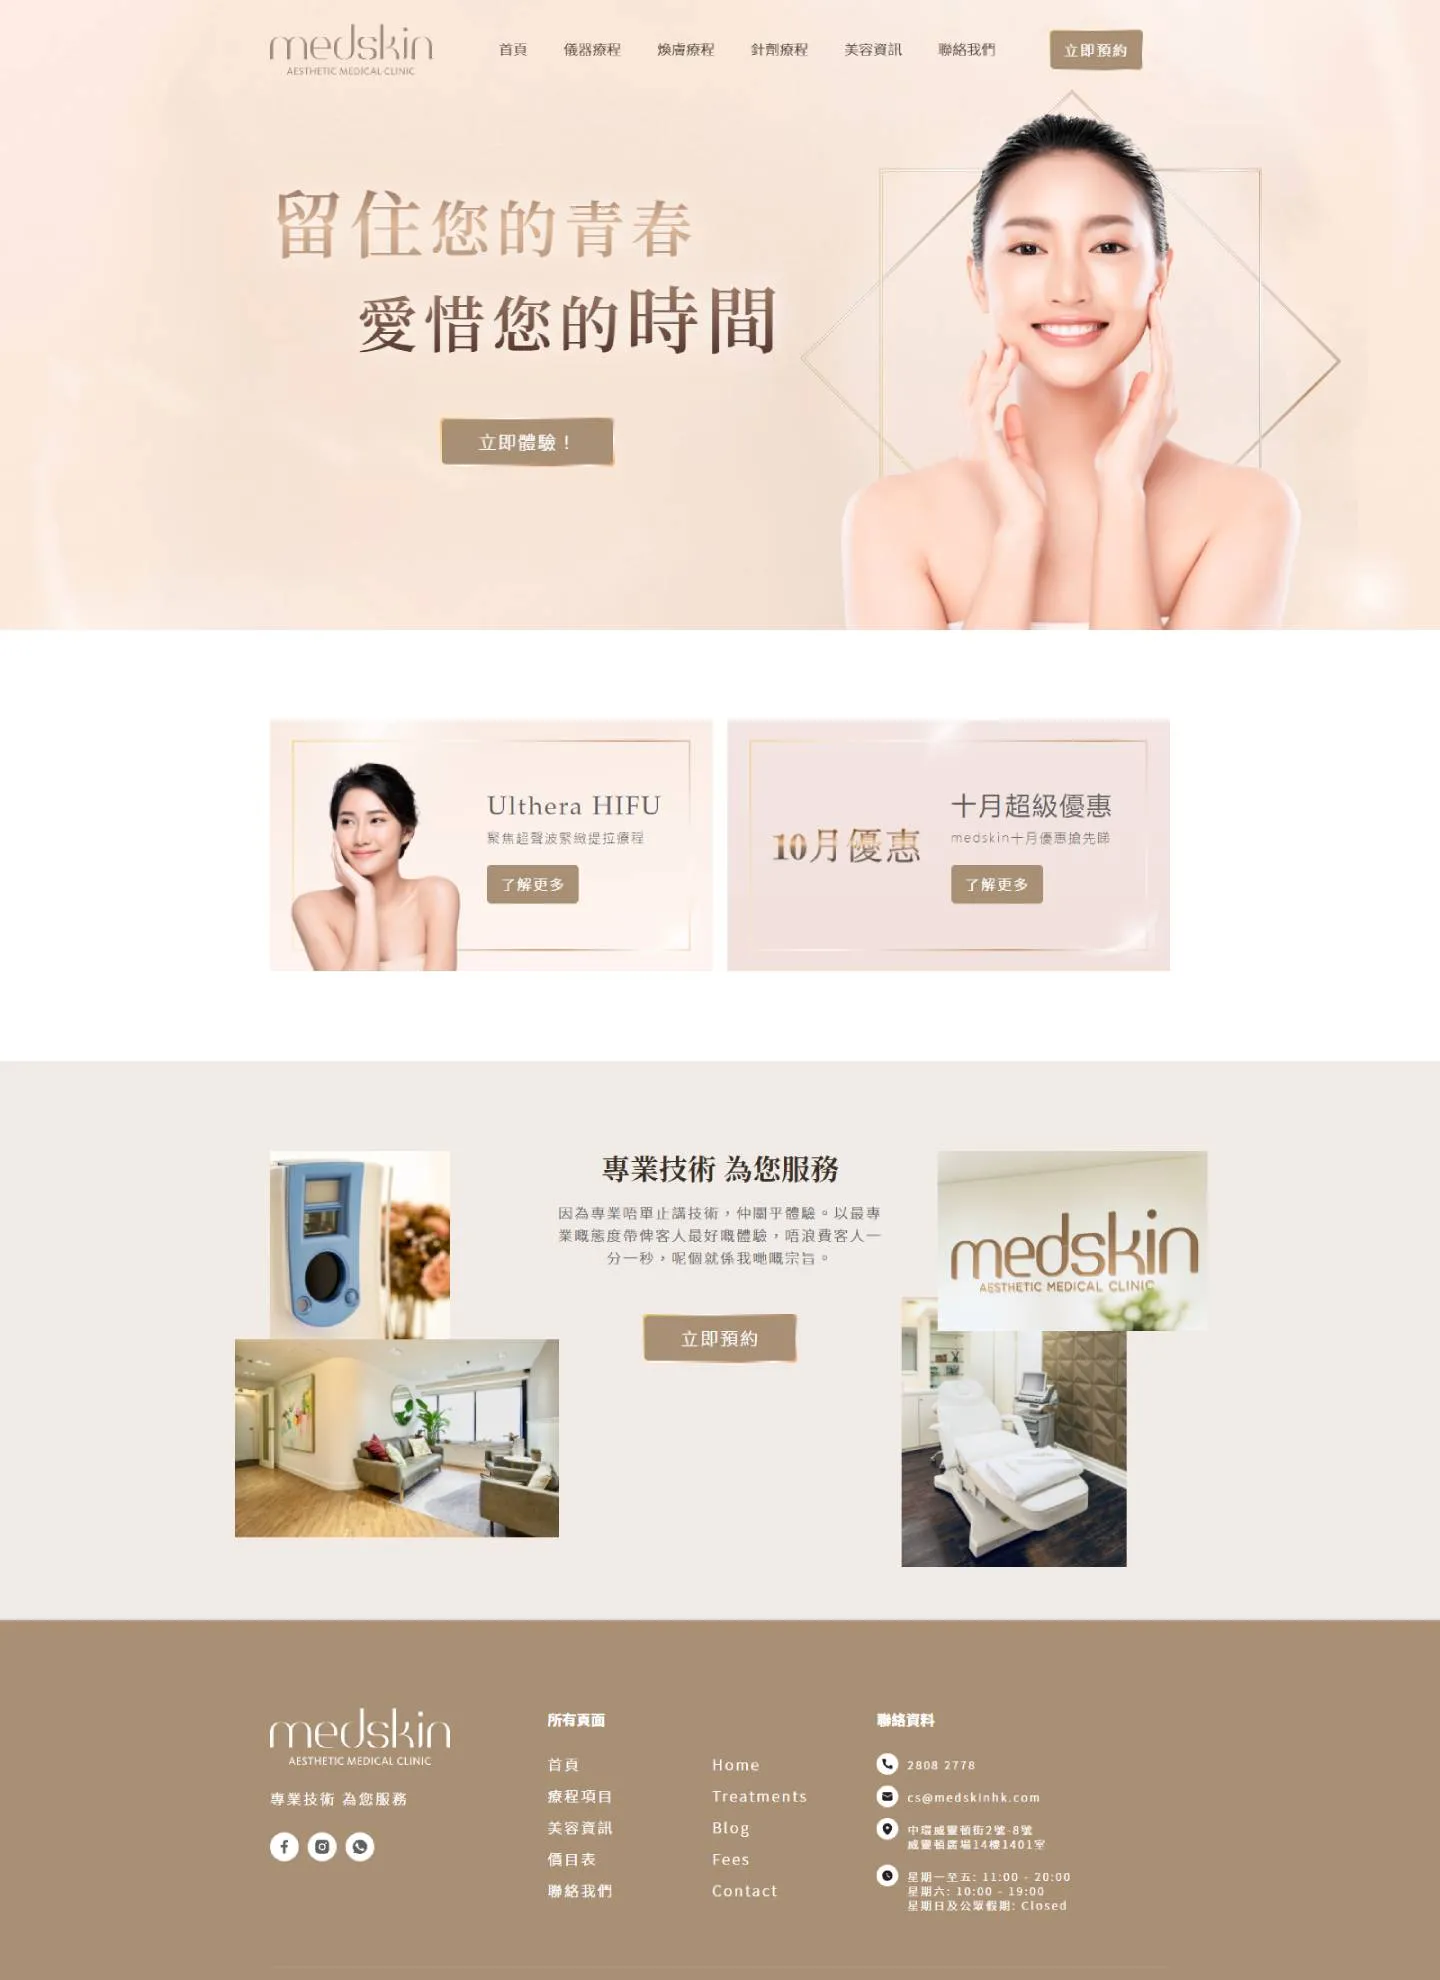 medskin
AESTHETIC MEDICAL CLINIC
首頁
儀器療程
煥膚療程
針劑療程
美容資訊
聯絡我們
立即預約
留住您的青春
愛惜您的時間
立即體驗！
Ulthera HIFU
聚焦超聲波緊緻提拉療程
了解更多
10月優惠
十月超級優惠
medskin十月優惠搶先睇
了解更多
專業技術 為您服務
因為專業唔單止講技術，仲關乎體驗。以最專
業嘅態度帶俾客人最好嘅體驗，唔浪費客人一
分一秒，呢個就係我哋嘅宗旨。
立即預約
medskin
AESTHETIC MEDICAL CLINIC
medskin
AESTHETIC MEDICAL CLINIC
專業技術 為您服務
所有頁面
首頁
療程項目
美容資訊
價目表
聯絡我們
Home
Treatments
Blog
Fees
Contact
聯絡資料
2808 2778
cs@medskinhk.com
中環威靈頓街2號-8號
威靈頓廣場14樓1401室
星期一至五: 11:00 - 20:00
星期六: 10:00 - 19:00
星期日及公眾假期: Closed